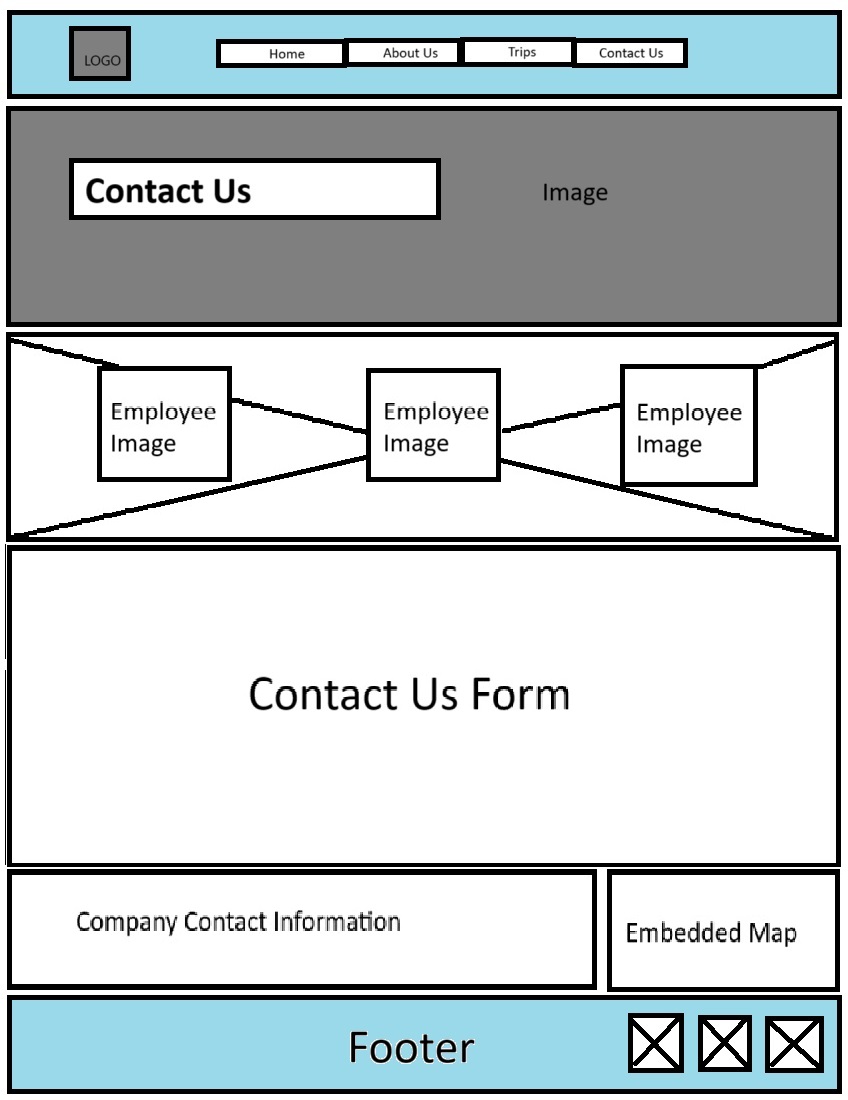 LOGO
Home
About Us
Trips
Contact Us
Contact Us
Image
Employee
Image
Employee
Image
Employee
Image
Contact Us Form
Company Contact Information
Embedded Map
Footer